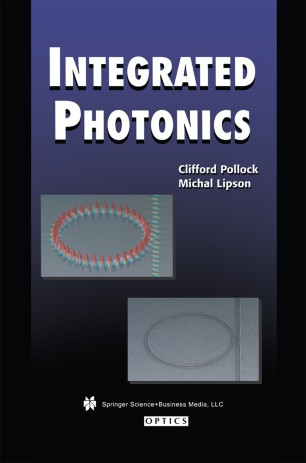 INTEGRATED
PHOTONICS
Clifford Pollock
Michal Lipson
Springer Science+Business Media, LLC
OPTICS